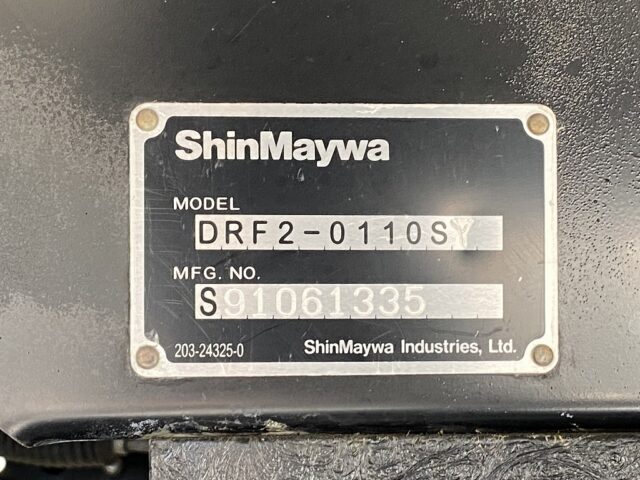 ShinMaywa
MODEL
DRF2-0110SY
MFG. NO.
S91061335
203-24325-0 ShinMaywa Industries, Ltd.